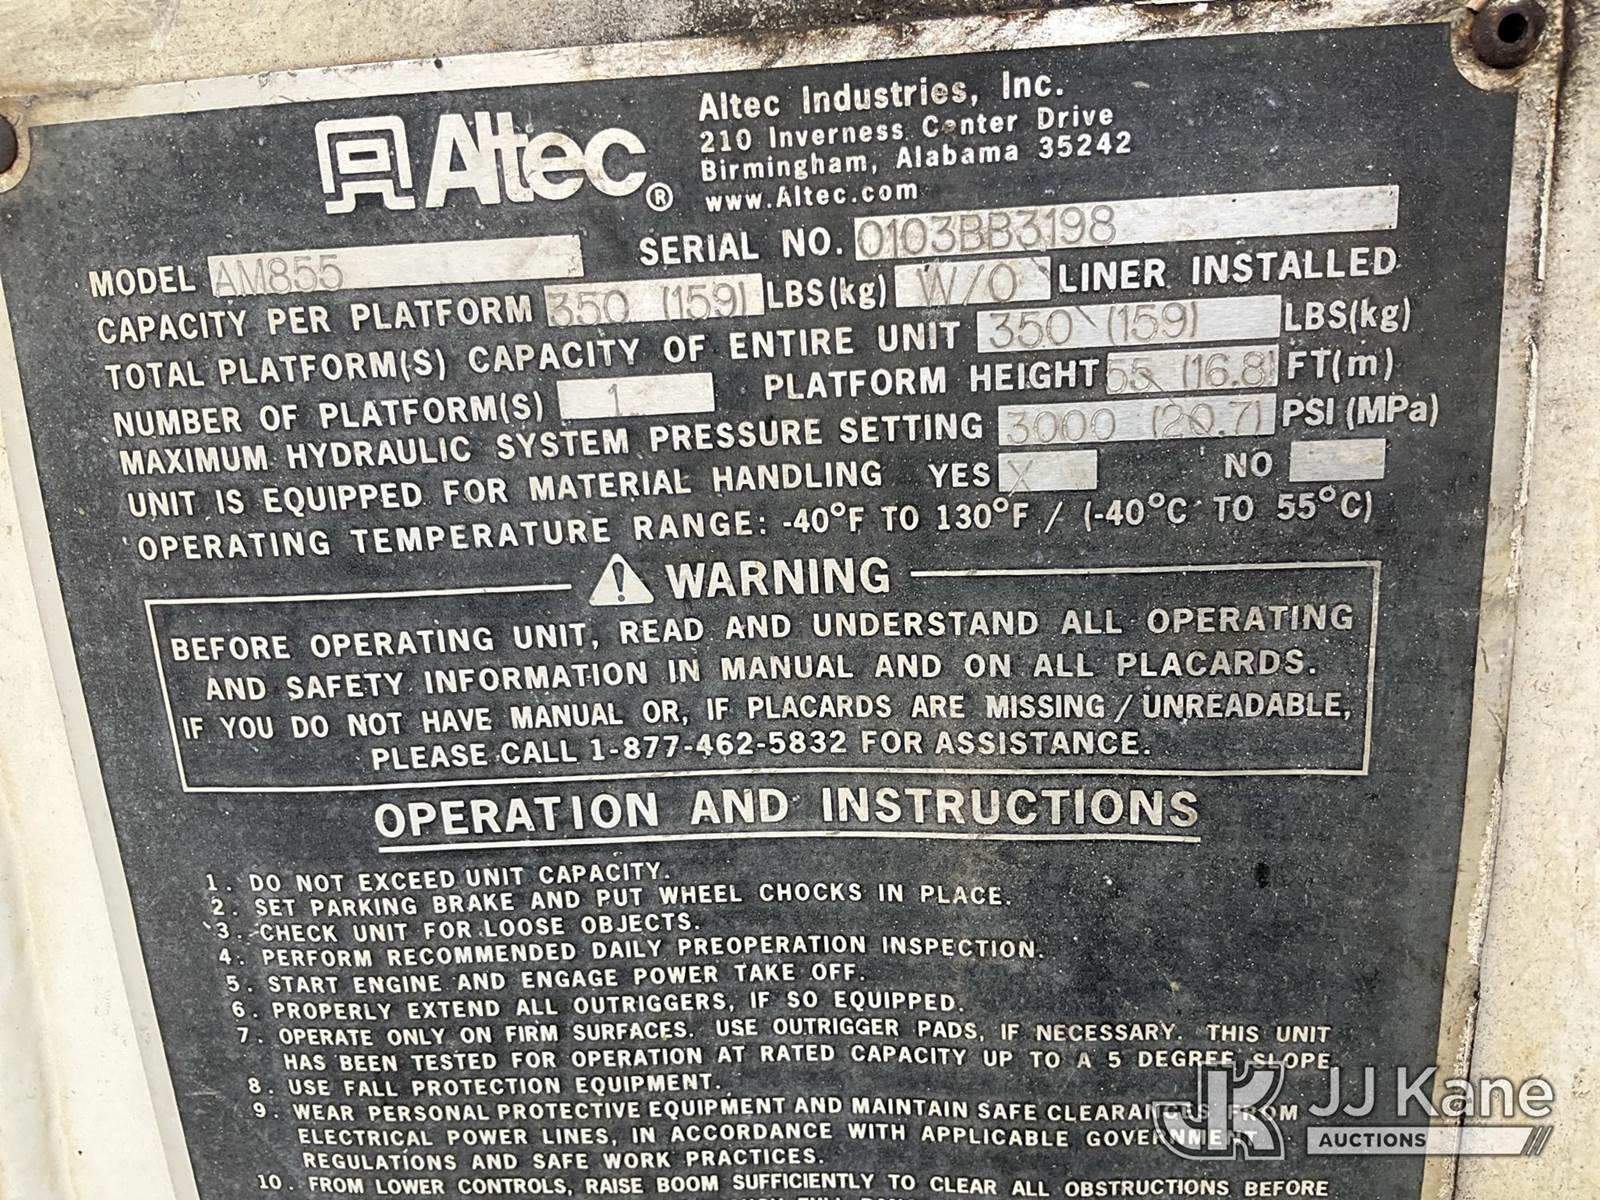 Altec®
Altec Industries, Inc.
210 Inverness Center Drive
Birmingham, Alabama 35242
www.Altec.com
MODEL AM855 SERIAL NO. 0103BB3198
CAPACITY PER PLATFORM 350 (159) LBS(kg) W/O LINER INSTALLED
TOTAL PLATFORM(S) CAPACITY OF ENTIRE UNIT 350 (159) LBS(kg)
NUMBER OF PLATFORM(S) 1 PLATFORM HEIGHT 55 (16.8) FT(m)
MAXIMUM HYDRAULIC SYSTEM PRESSURE SETTING 3000 (20.7) PSI (MPa)
UNIT IS EQUIPPED FOR MATERIAL HANDLING YES X NO
OPERATING TEMPERATURE RANGE: -40°F TO 130°F / (-40°C TO 55°C)
WARNING
BEFORE OPERATING UNIT, READ AND UNDERSTAND ALL OPERATING
AND SAFETY INFORMATION IN MANUAL AND ON ALL PLACARDS.
IF YOU DO NOT HAVE MANUAL OR, IF PLACARDS ARE MISSING / UNREADABLE,
PLEASE CALL 1-877-462-5832 FOR ASSISTANCE.
OPERATION AND INSTRUCTIONS
1. DO NOT EXCEED UNIT CAPACITY.
2. SET PARKING BRAKE AND PUT WHEEL CHOCKS IN PLACE.
3. CHECK UNIT FOR LOOSE OBJECTS.
4. PERFORM RECOMMENDED DAILY PREOPERATION INSPECTION.
5. START ENGINE AND ENGAGE POWER TAKE OFF.
6. PROPERLY EXTEND ALL OUTRIGGERS, IF SO EQUIPPED.
7. OPERATE ONLY ON FIRM SURFACES. USE OUTRIGGER PADS, IF NECESSARY. THIS UNIT
HAS BEEN TESTED FOR OPERATION AT RATED CAPACITY UP TO A 5 DEGREE SLOPE.
8. USE FALL PROTECTION EQUIPMENT.
9. WEAR PERSONAL PROTECTIVE EQUIPMENT AND MAINTAIN SAFE CLEARANCES FROM
ELECTRICAL POWER LINES, IN ACCORDANCE WITH APPLICABLE GOVERNMENT
REGULATIONS AND SAFE WORK PRACTICES.
10. FROM LOWER CONTROLS, RAISE BOOM SUFFICIENTLY TO CLEAR ALL OBSTRUCTIONS BEFORE
JK JJ Kane
AUCTIONS